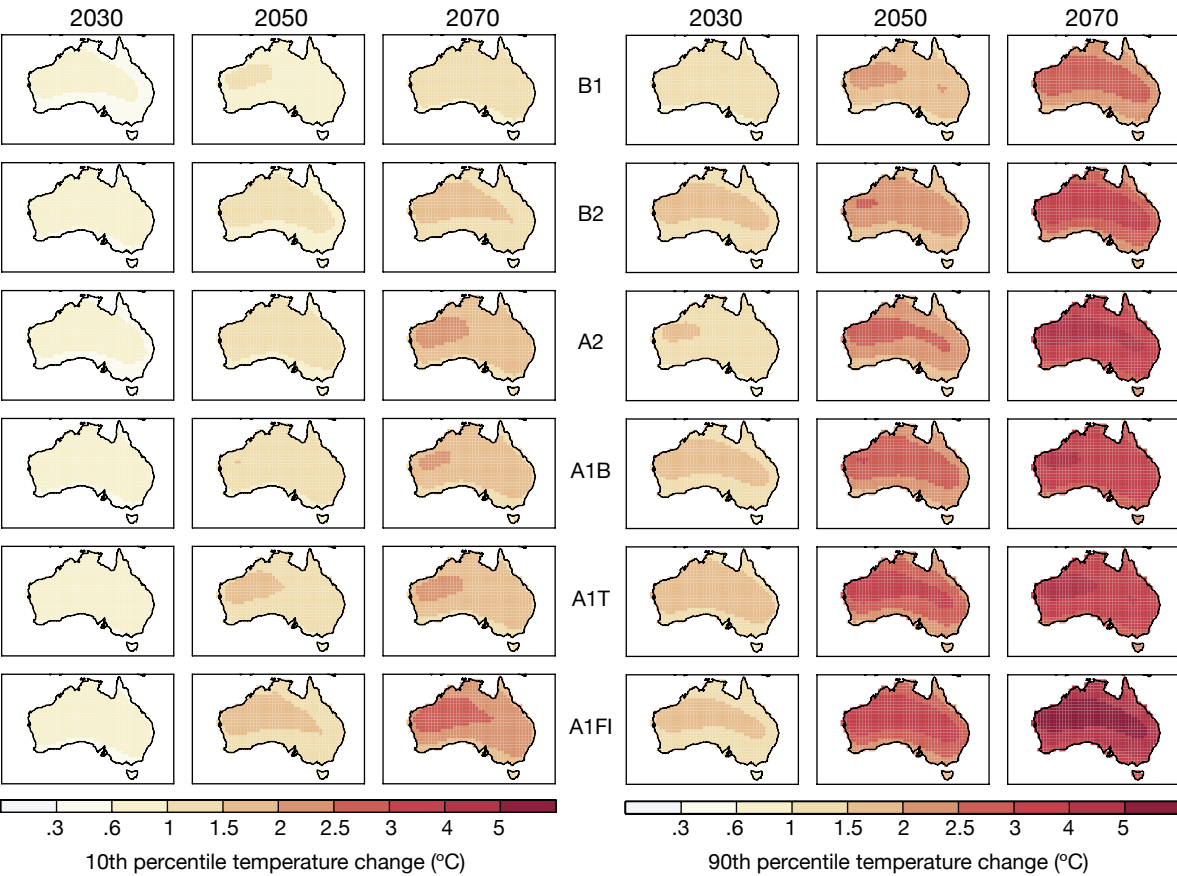 2030 2050 2070 2030 2050 2070
B1
B2
A2
A1B
A1T
A1FI
.3 .6 1 1.5 2 2.5 3 4 5
.3 .6 1 1.5 2 2.5 3 4 5
10th percentile temperature change (ºC)
90th percentile temperature change (ºC)